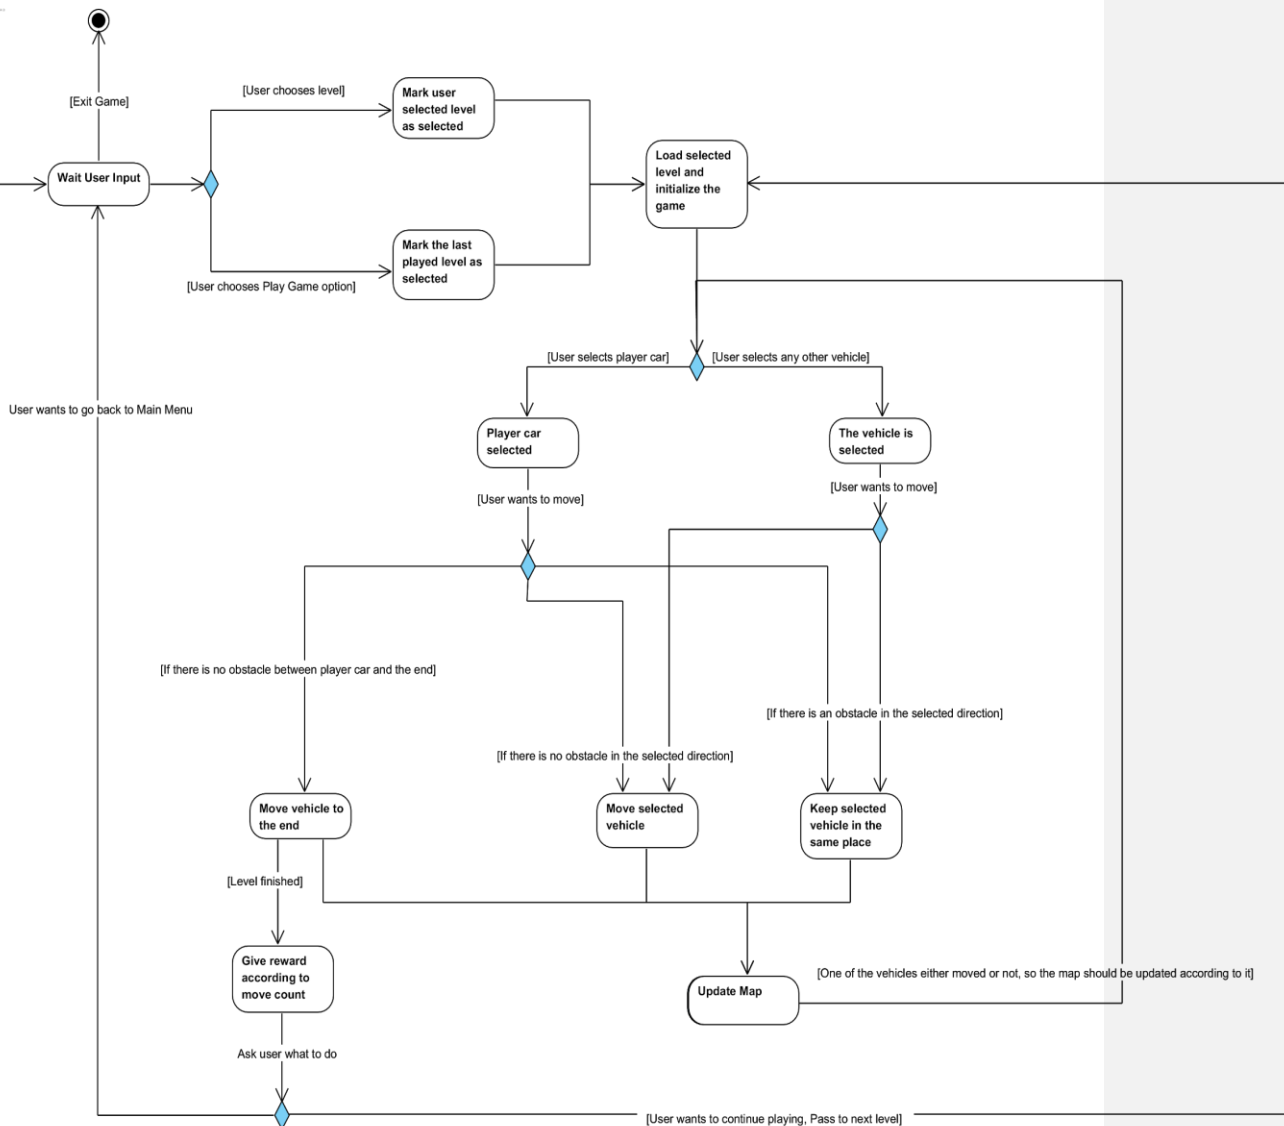 [Exit Game]
[User chooses level]
Mark user
selected level
as selected
Wait User Input
Load selected
level and
initialize the
game
Mark the last
played level as
selected
[User chooses Play Game option]
[User selects player car]
[User selects any other vehicle]
User wants to go back to Main Menu
Player car
selected
The vehicle is
selected
[User wants to move]
[User wants to move]
[If there is no obstacle between player car and the end]
[If there is an obstacle in the selected direction]
[If there is no obstacle in the selected direction]
Move vehicle to
the end
Move selected
vehicle
Keep selected
vehicle in the
same place
[Level finished]
Give reward
according to
move count
[One of the vehicles either moved or not, so the map should be updated according to it]
Update Map
Ask user what to do
[User wants to continue playing, Pass to next level]